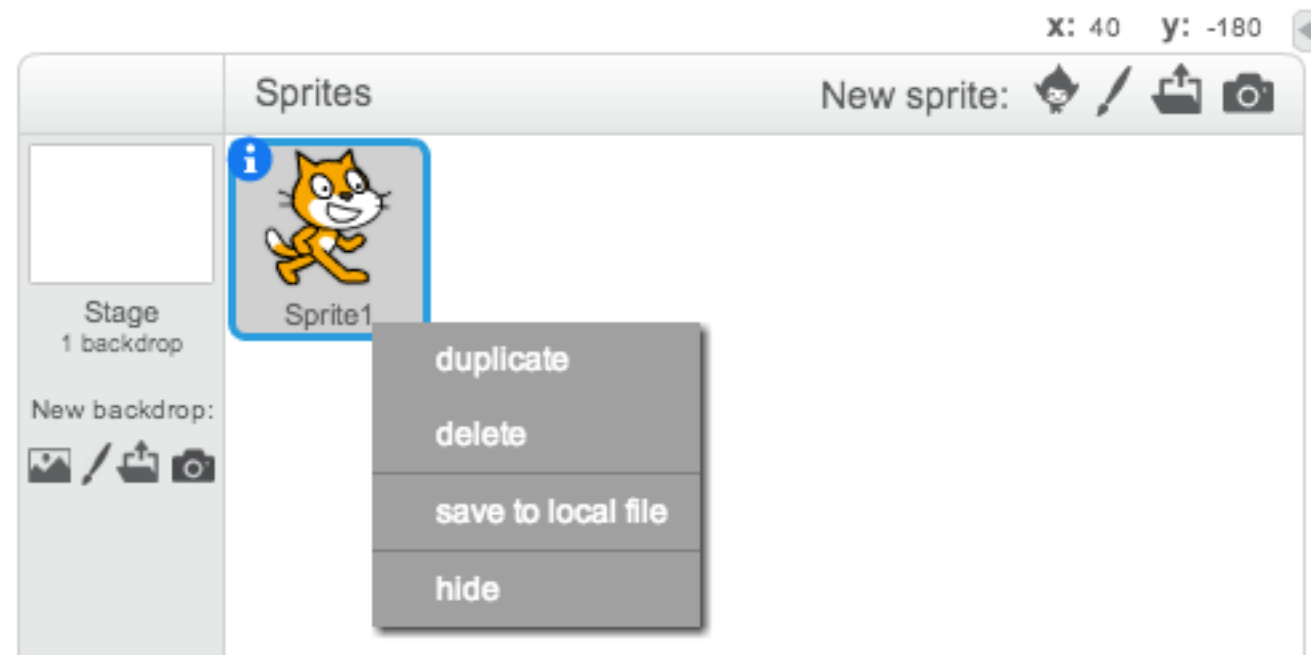 x: 40 y: -180
Sprites New sprite:
Sprite1
Stage
1 backdrop
New backdrop:
duplicate
delete
save to local file
hide